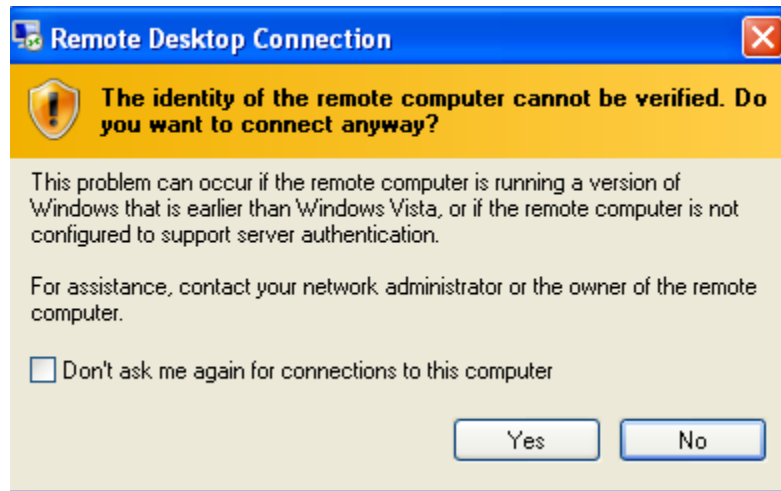 Remote Desktop Connection
The identity of the remote computer cannot be verified. Do
you want to connect anyway?
This problem can occur if the remote computer is running a version of
Windows that is earlier than Windows Vista, or if the remote computer is not
configured to support server authentication.
For assistance, contact your network administrator or the owner of the remote
computer.
Don't ask me again for connections to this computer
Yes No